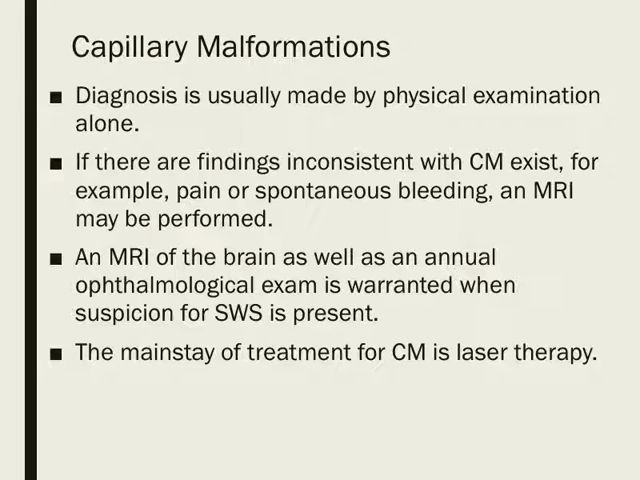 Capillary Malformations
■ Diagnosis is usually made by physical examination
alone.
■ If there are findings inconsistent with CM exist, for
example, pain or spontaneous bleeding, an MRI
may be performed.
■ An MRI of the brain as well as an annual
ophthalmological exam is warranted when
suspicion for SWS is present.
■ The mainstay of treatment for CM is laser therapy.